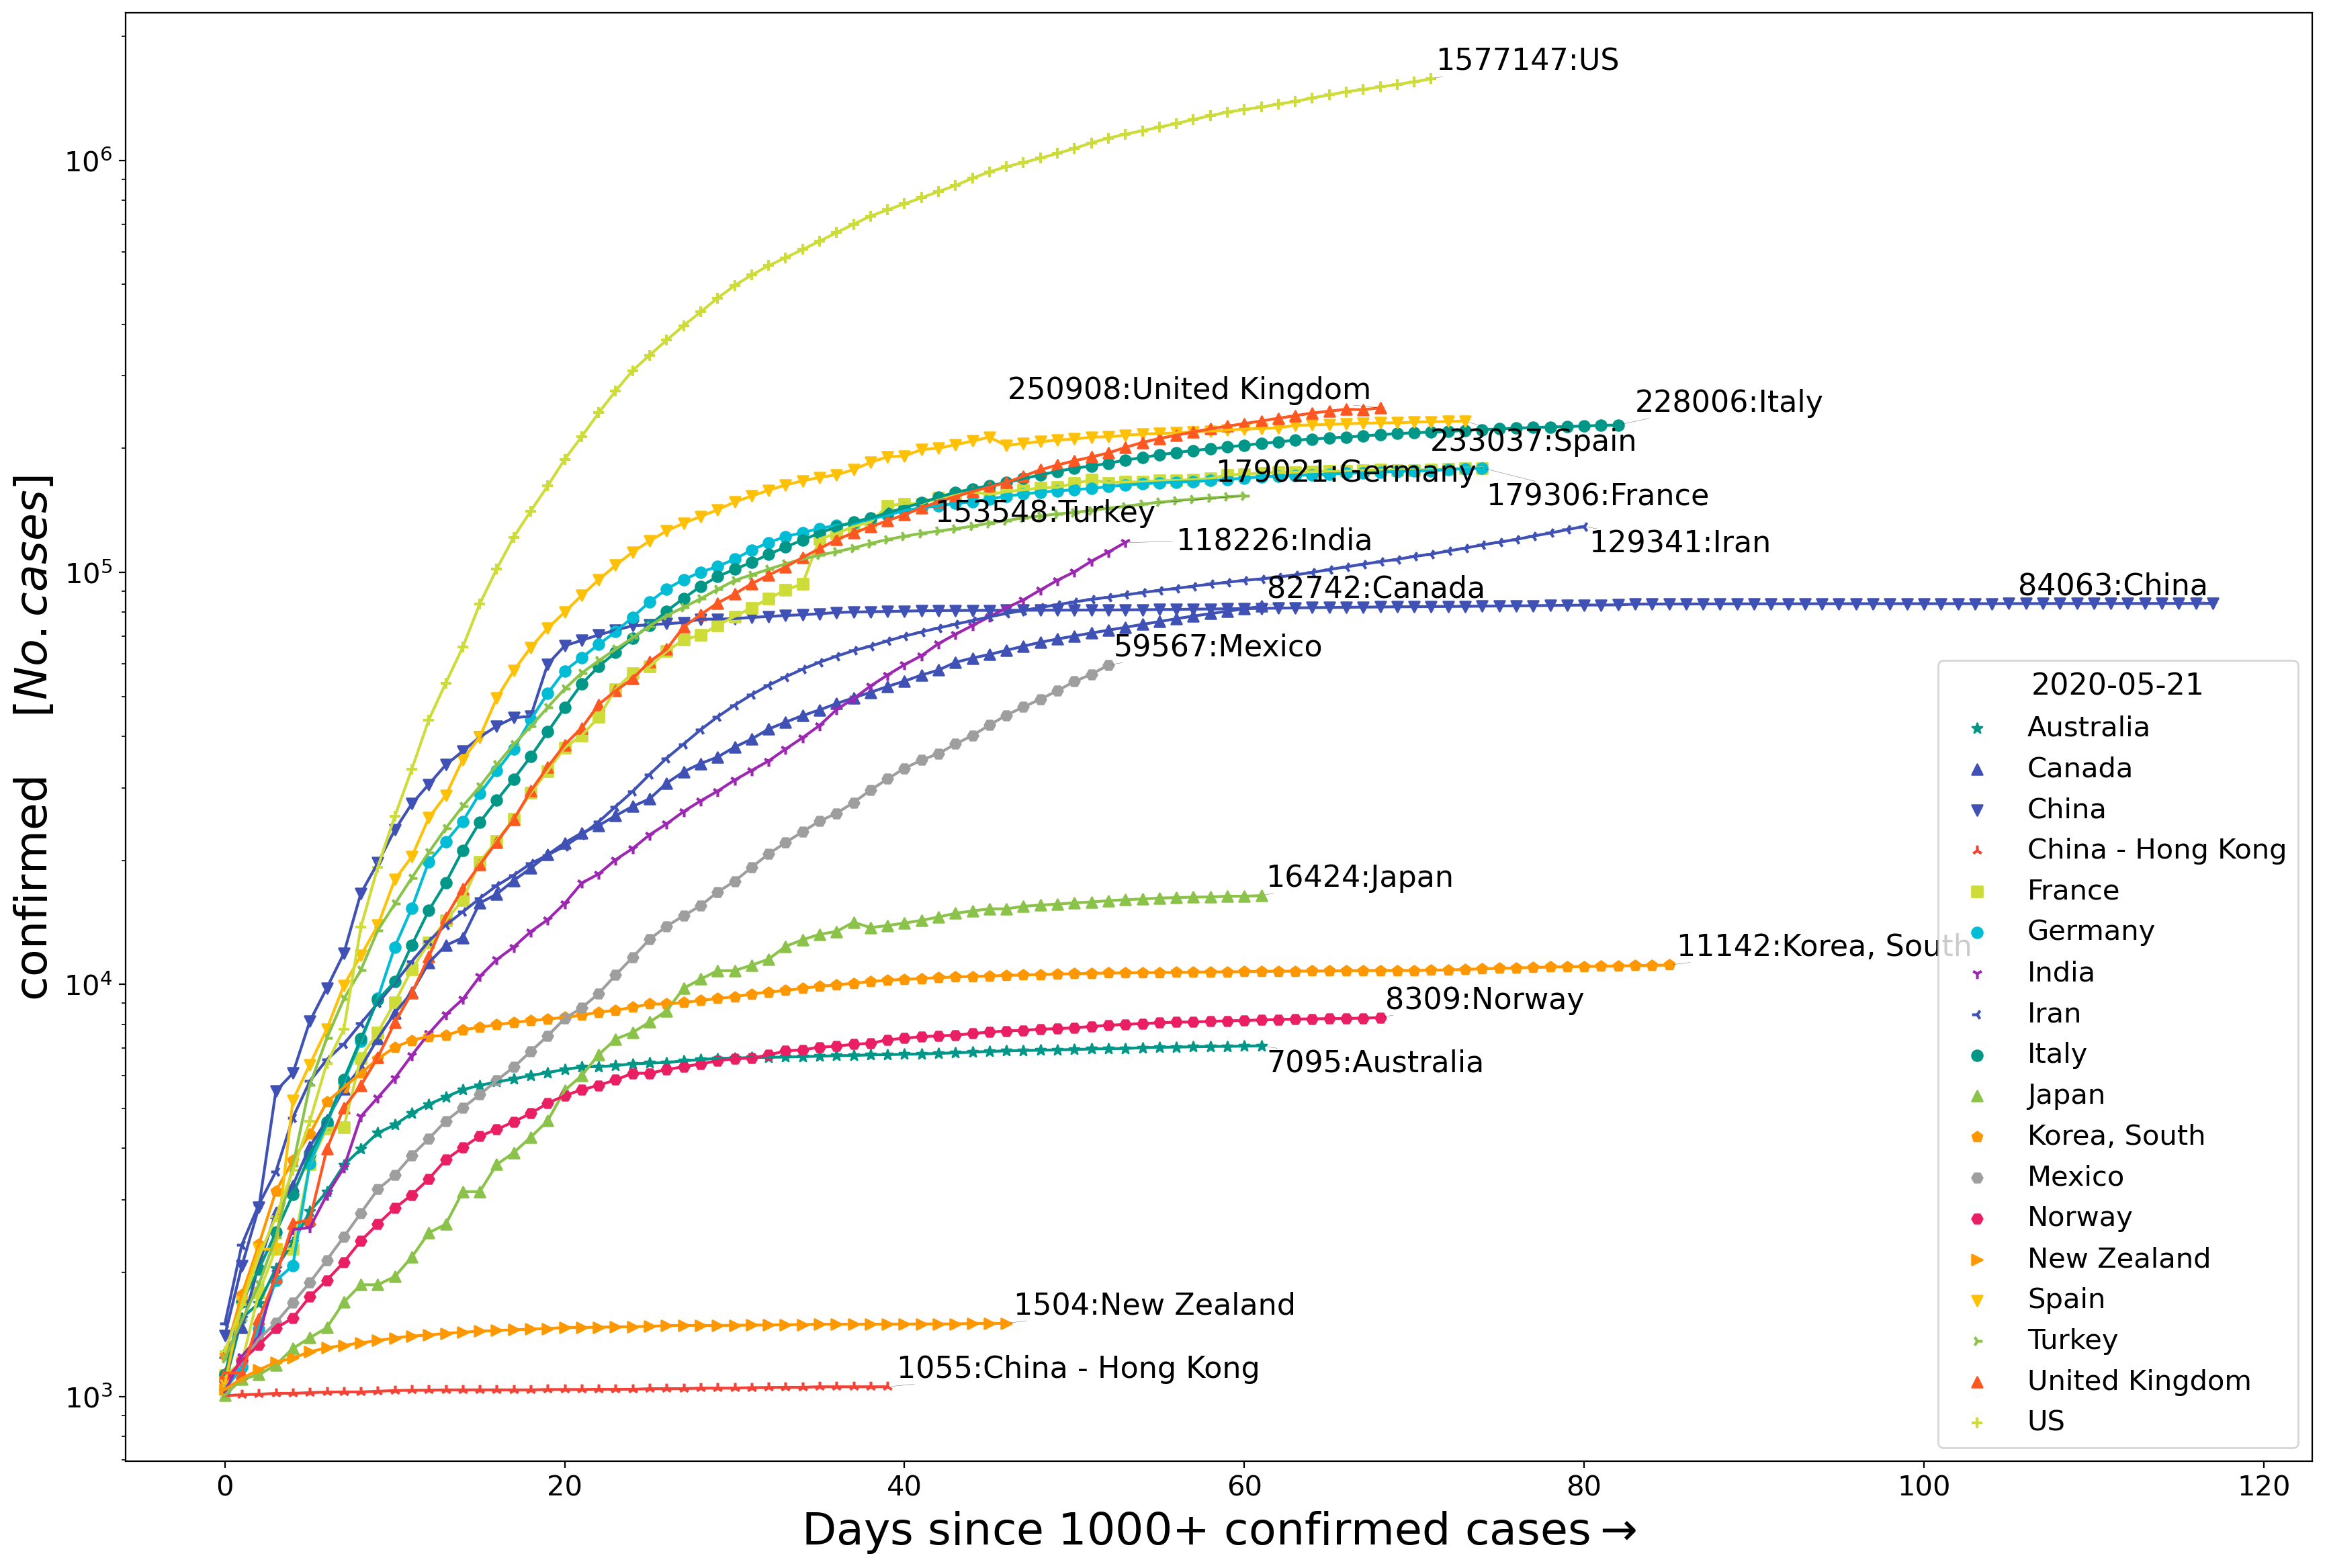 1577147:US
250908:United Kingdom
228006:Italy
233037:Spain
179021:Germany
179306:France
153548:Turkey
118226:India
129341:Iran
82742:Canada
84063:China
59567:Mexico
16424:Japan
11142:Korea, South
8309:Norway
7095:Australia
1504:New Zealand
1055:China - Hong Kong
confirmed [No. cases]
10^6
10^5
10^4
10^3
0 20 40 60 80 100 120
Days since 1000+ confirmed cases→
2020-05-21
Australia
Canada
China
China - Hong Kong
France
Germany
India
Iran
Italy
Japan
Korea, South
Mexico
Norway
New Zealand
Spain
Turkey
United Kingdom
US